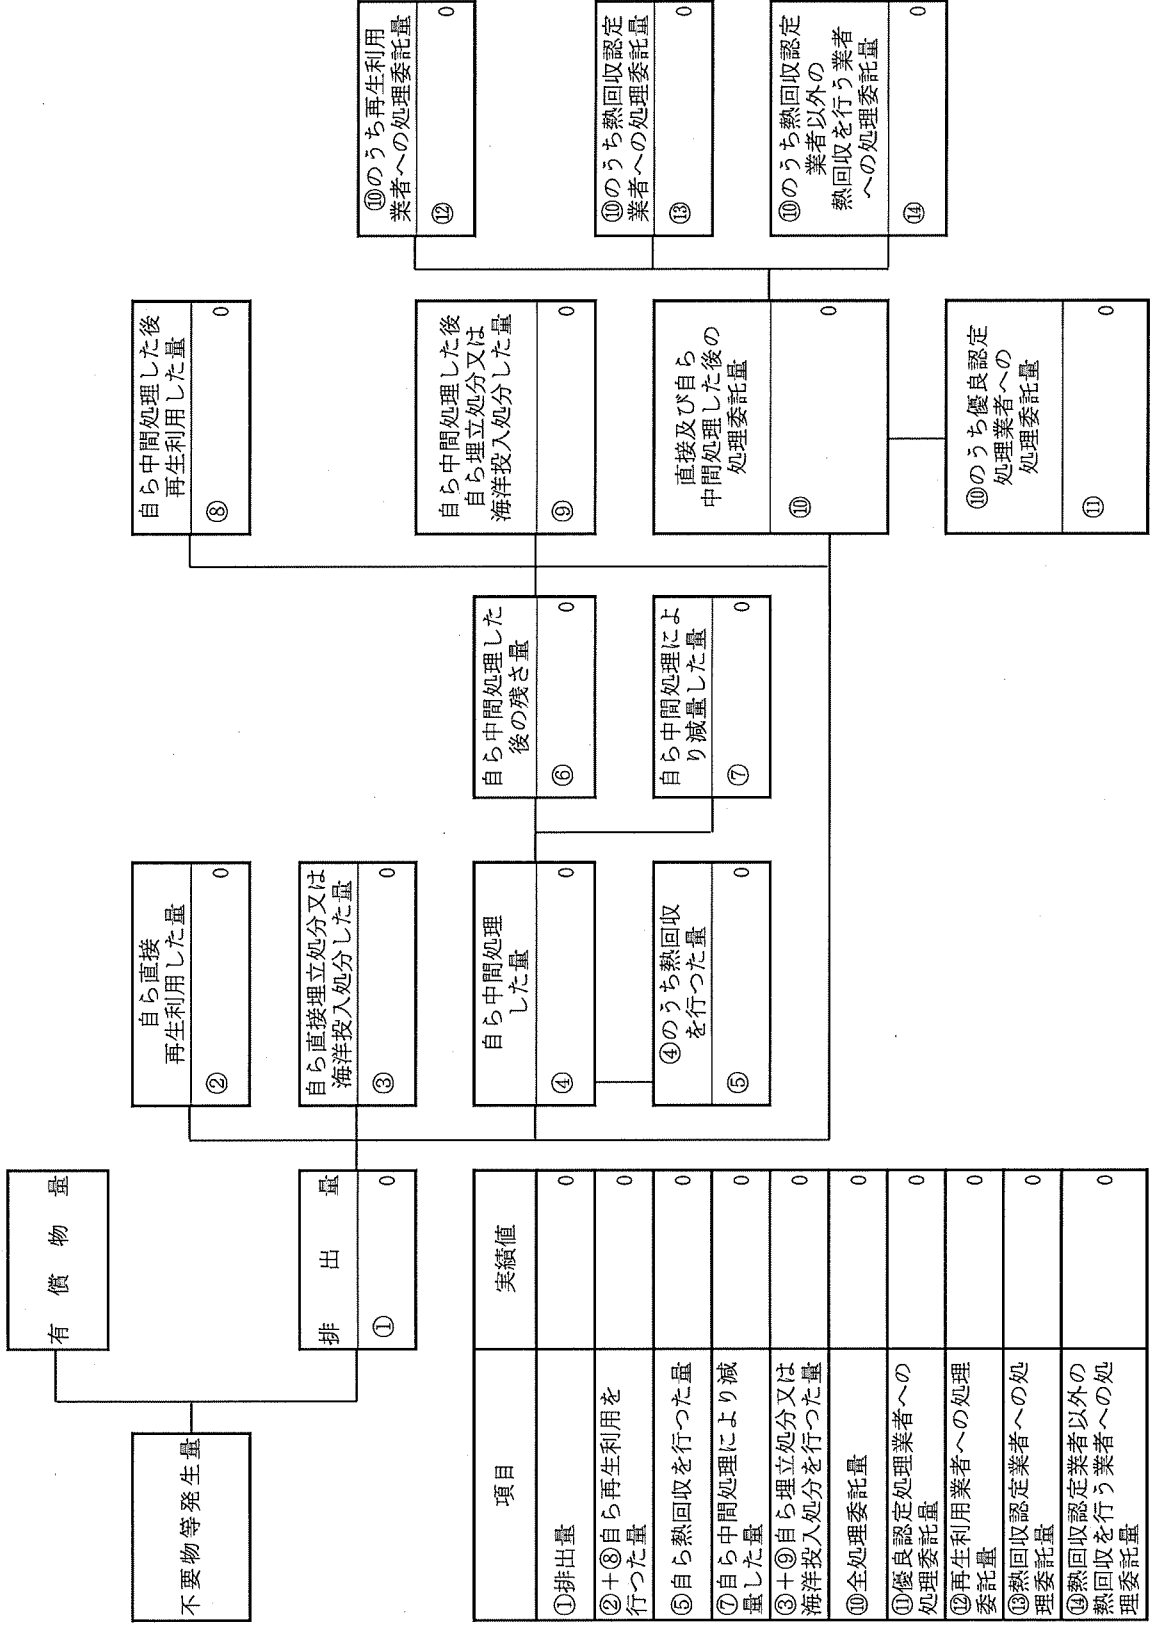 不要物等発生量
有償物量
排出量
①
0
自ら直接
再生利用した量
②
0
自ら直接埋立処分又は
海洋投入処分した量
③
0
自ら中間処理
した量
④
0
④のうち熱回収
を行つた量
⑤
0
自ら中間処理した
後の残さ量
⑥
0
自ら中間処理によ
り減量した量
⑦
0
自ら中間処理した後
再生利用した量
⑧
0
自ら中間処理した後
自ら埋立処分又は
海洋投入処分した量
⑨
0
直接及び自ら
中間処理した後の
処理委託量
⑩
0
⑩のうち優良認定
処理業者への
処理委託量
⑪
0
⑩のうち再生利用
業者への処理委託量
⑫
0
⑩のうち熱回収認定
業者への処理委託量
⑬
0
⑩のうち熱回収認定
業者以外の
熱回収を行う業者
への処理委託量
⑭
0
項目 実績値
①排出量 0
②+⑧自ら再生利用を
行つた量 0
⑤自ら熱回収を行つた量 0
⑦自ら中間処理により減
量した量 0
③+⑨自ら埋立処分又は
海洋投入処分を行つた量 0
⑩全処理委託量 0
⑪優良認定処理業者への
処理委託量 0
⑫再生利用業者への処理
委託量 0
⑬熱回収認定業者への処
理委託量 0
⑭熱回収認定業者以外の
熱回収を行う業者への処
理委託量 0